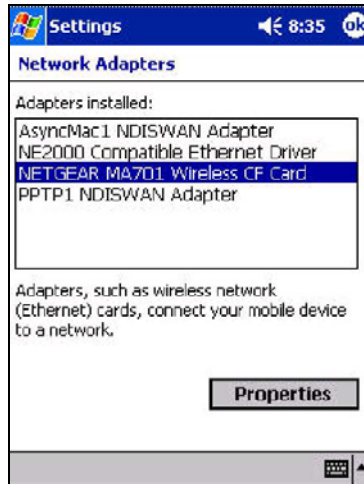 Settings 8:35 ok
Network Adapters
Adapters installed:
AsyncMac1 NDISWAN Adapter
NE2000 Compatible Ethernet Driver
NETGEAR MA701 Wireless CF Card
PPTP1 NDISWAN Adapter
Adapters, such as wireless network
(Ethernet) cards, connect your mobile device
to a network.
Properties